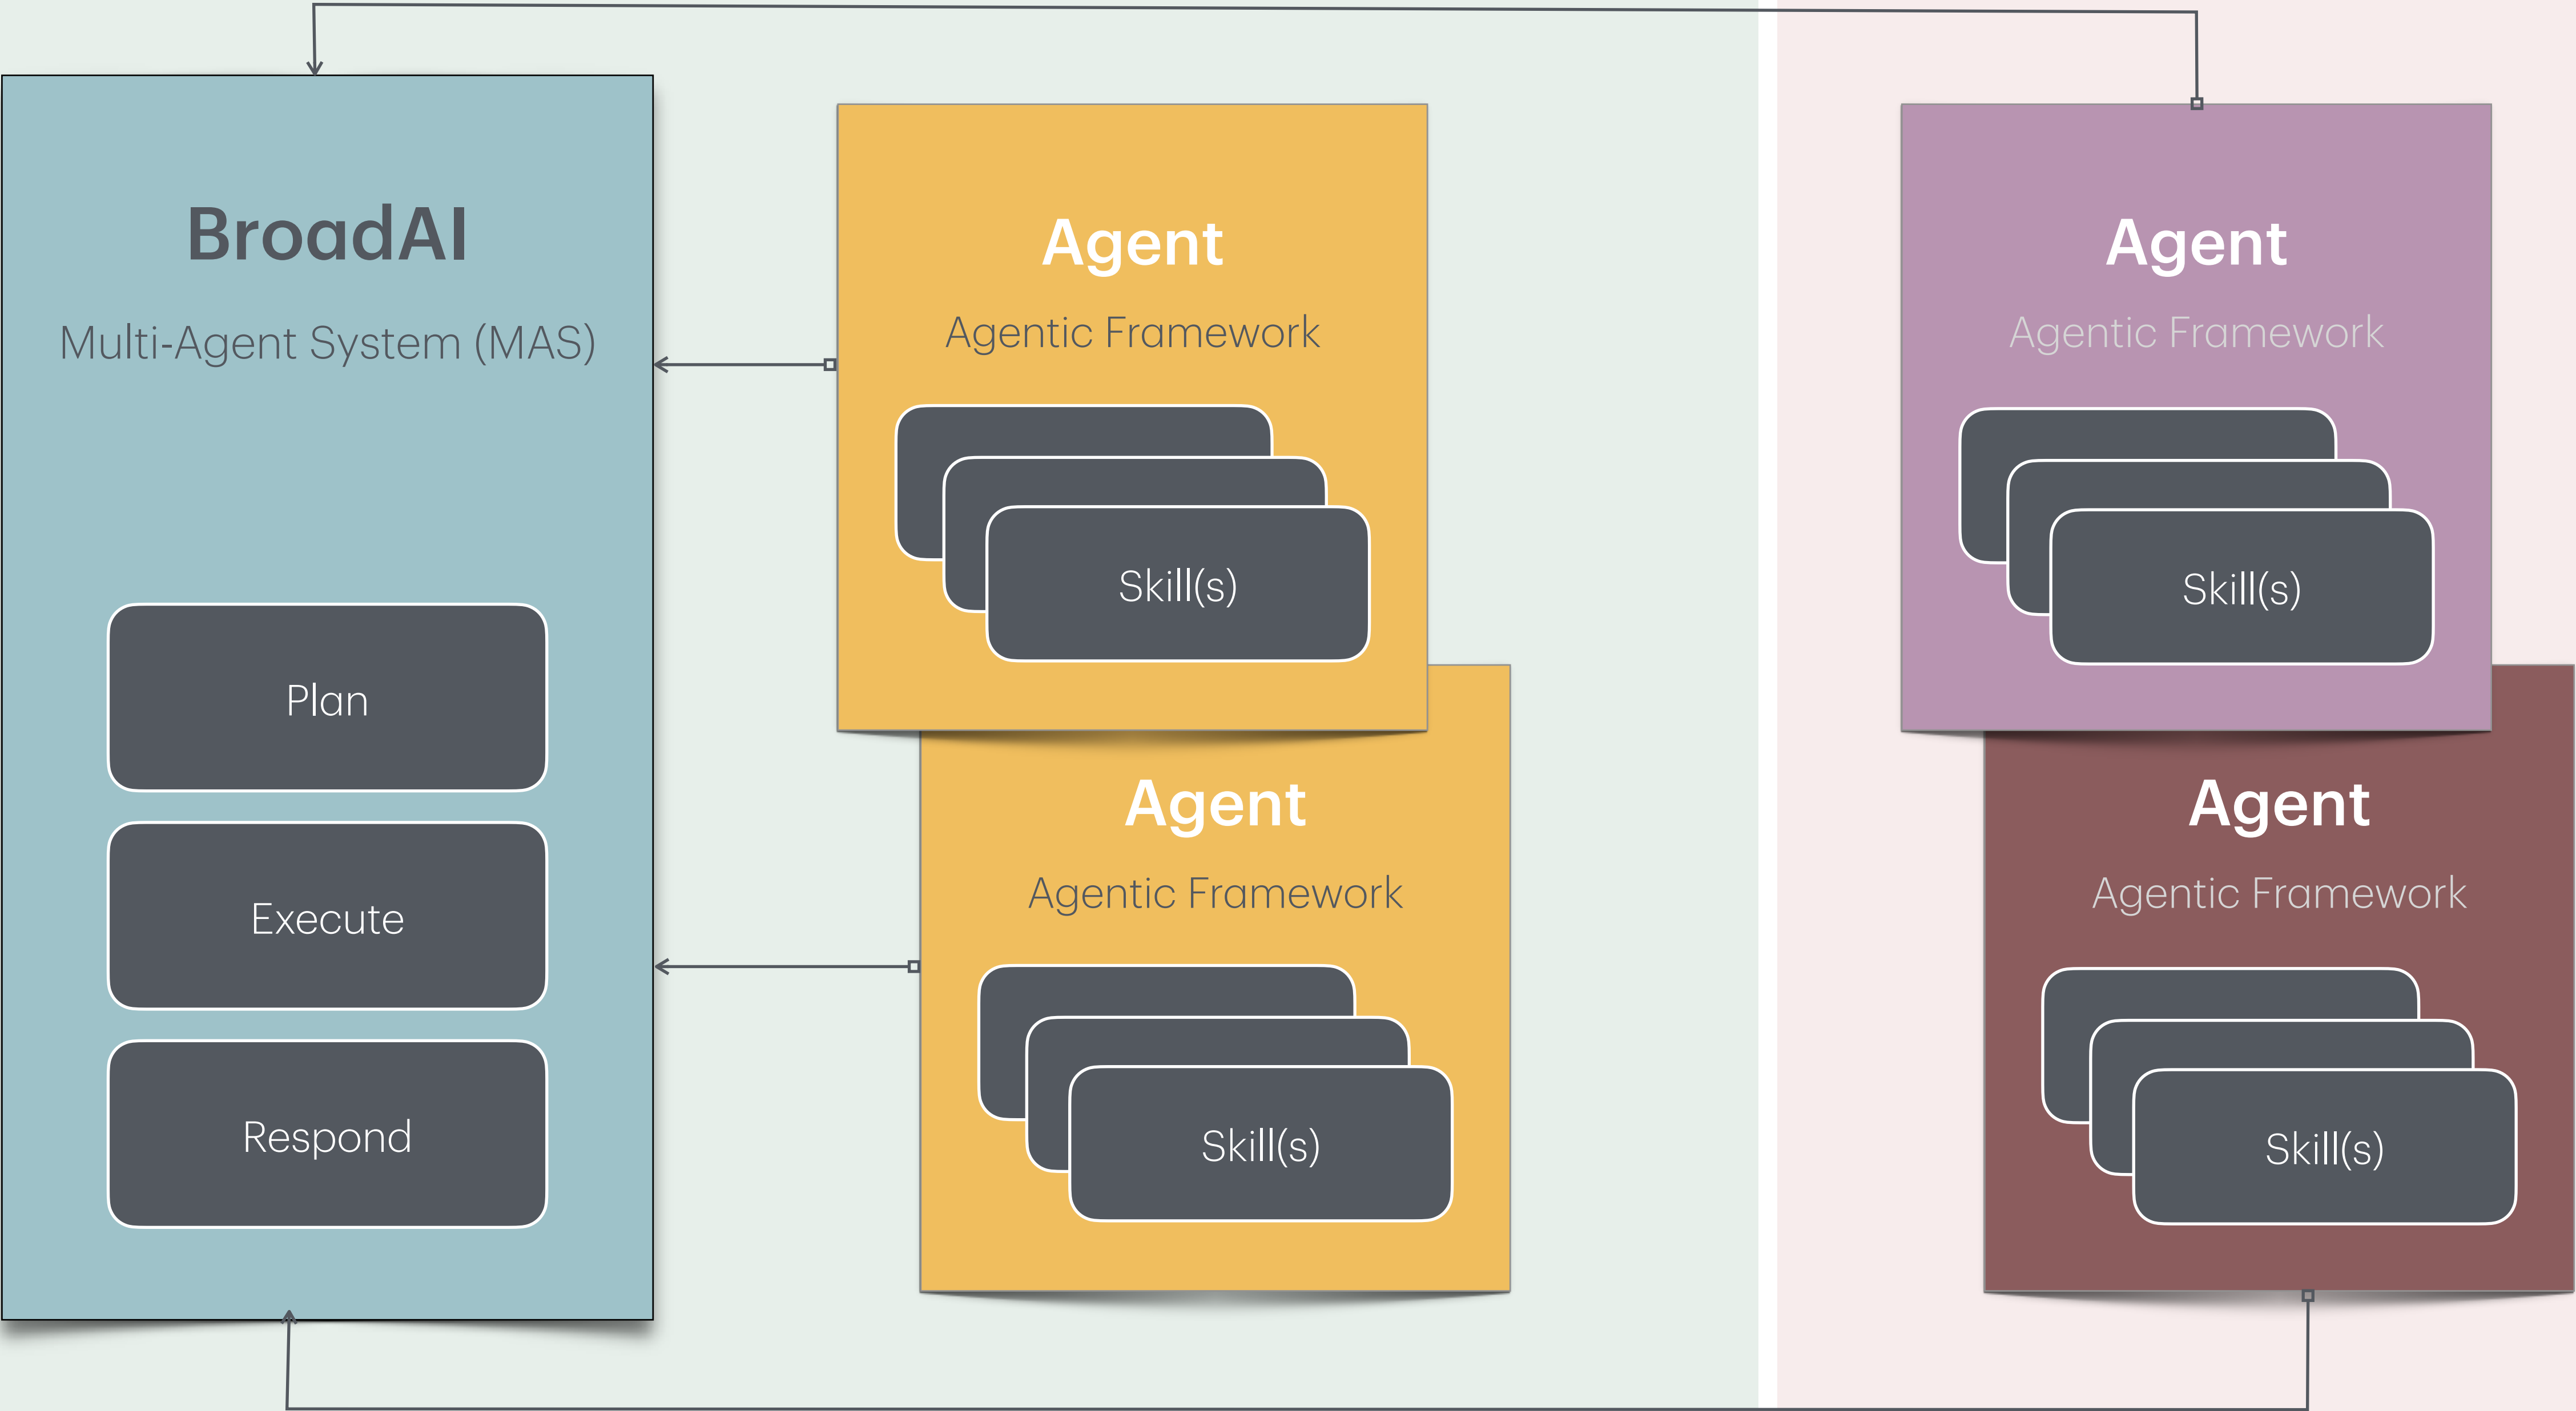 BroadAI
Multi-Agent System (MAS)
Plan
Execute
Respond
Agent
Agentic Framework
Skill(s)
Agent
Agentic Framework
Skill(s)
Agent
Agentic Framework
Skill(s)
Agent
Agentic Framework
Skill(s)